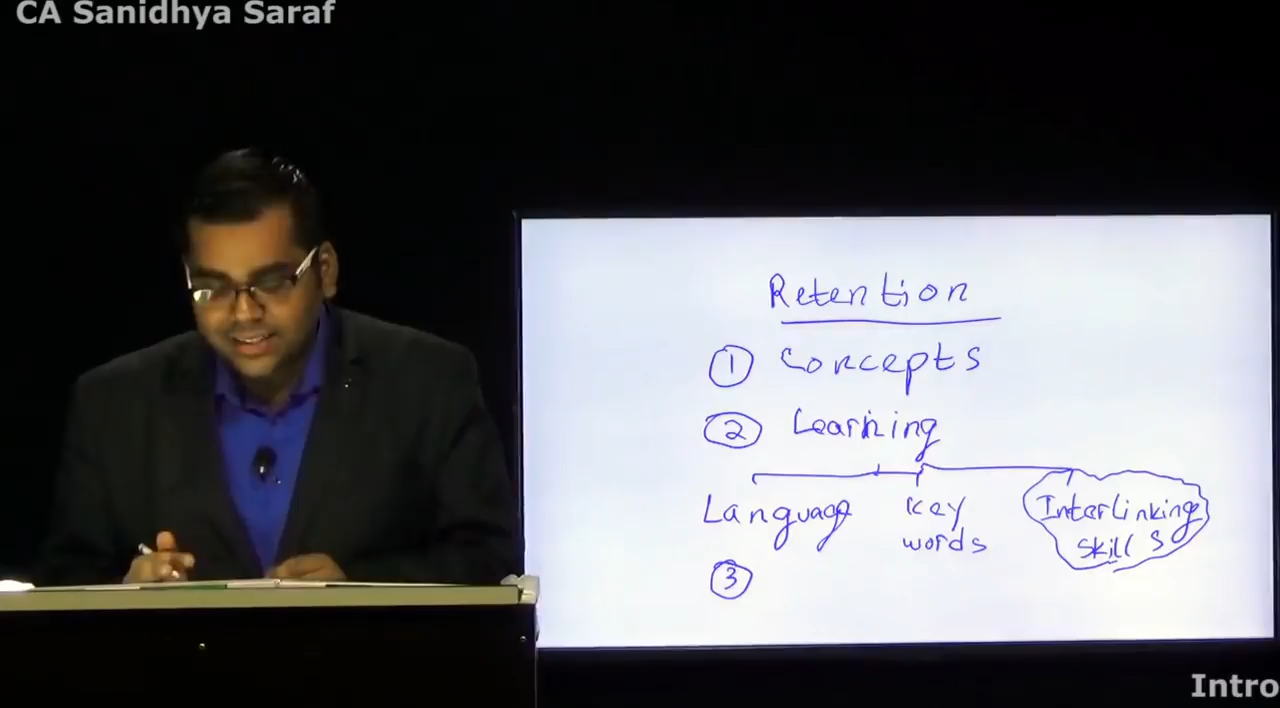 CA Sanidhya Saraf
Retention
1 Concepts
2 Learning
Language Key words Interlinking skills
3
Intro